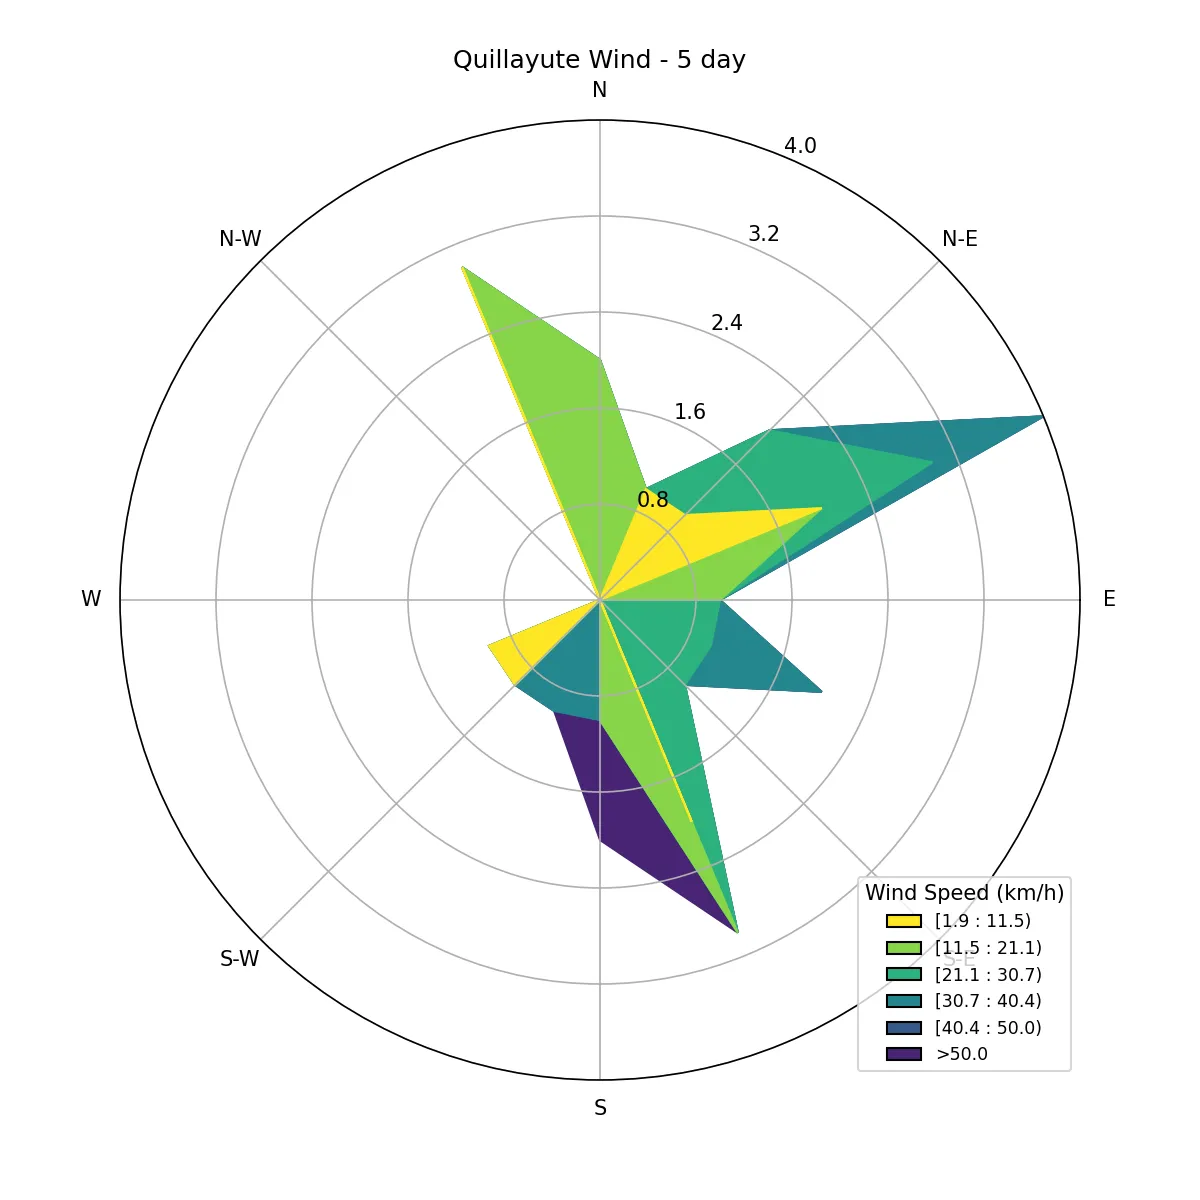 Quillayute Wind - 5 day
N
4.0
N-W
N-E
3.2
2.4
1.6
0.8
W
E
S-W
S-E
S
Wind Speed (km/h)
[1.9 : 11.5)
[11.5 : 21.1)
[21.1 : 30.7)
[30.7 : 40.4)
[40.4 : 50.0)
>50.0